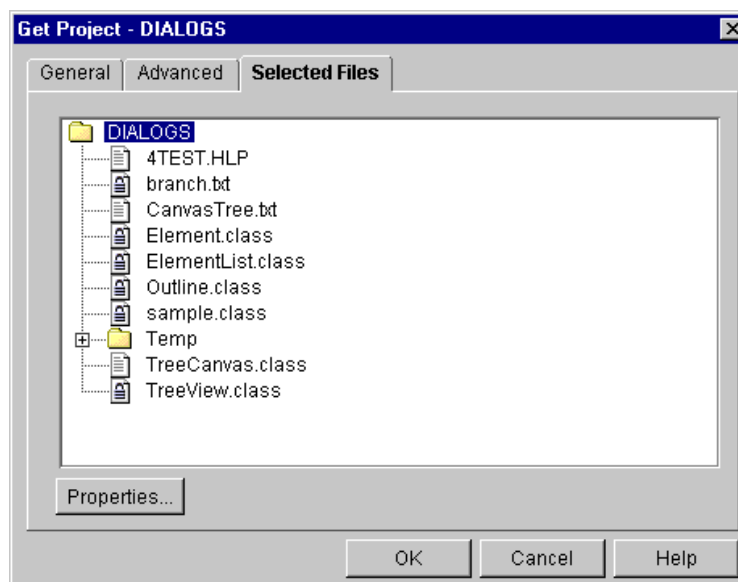 Get Project - DIALOGS
General Advanced Selected Files
DIALOGS
4TEST.HLP
branch.txt
CanvasTree.txt
Element.class
ElementList.class
Outline.class
sample.class
Temp
TreeCanvas.class
TreeView.class
Properties...
OK Cancel Help